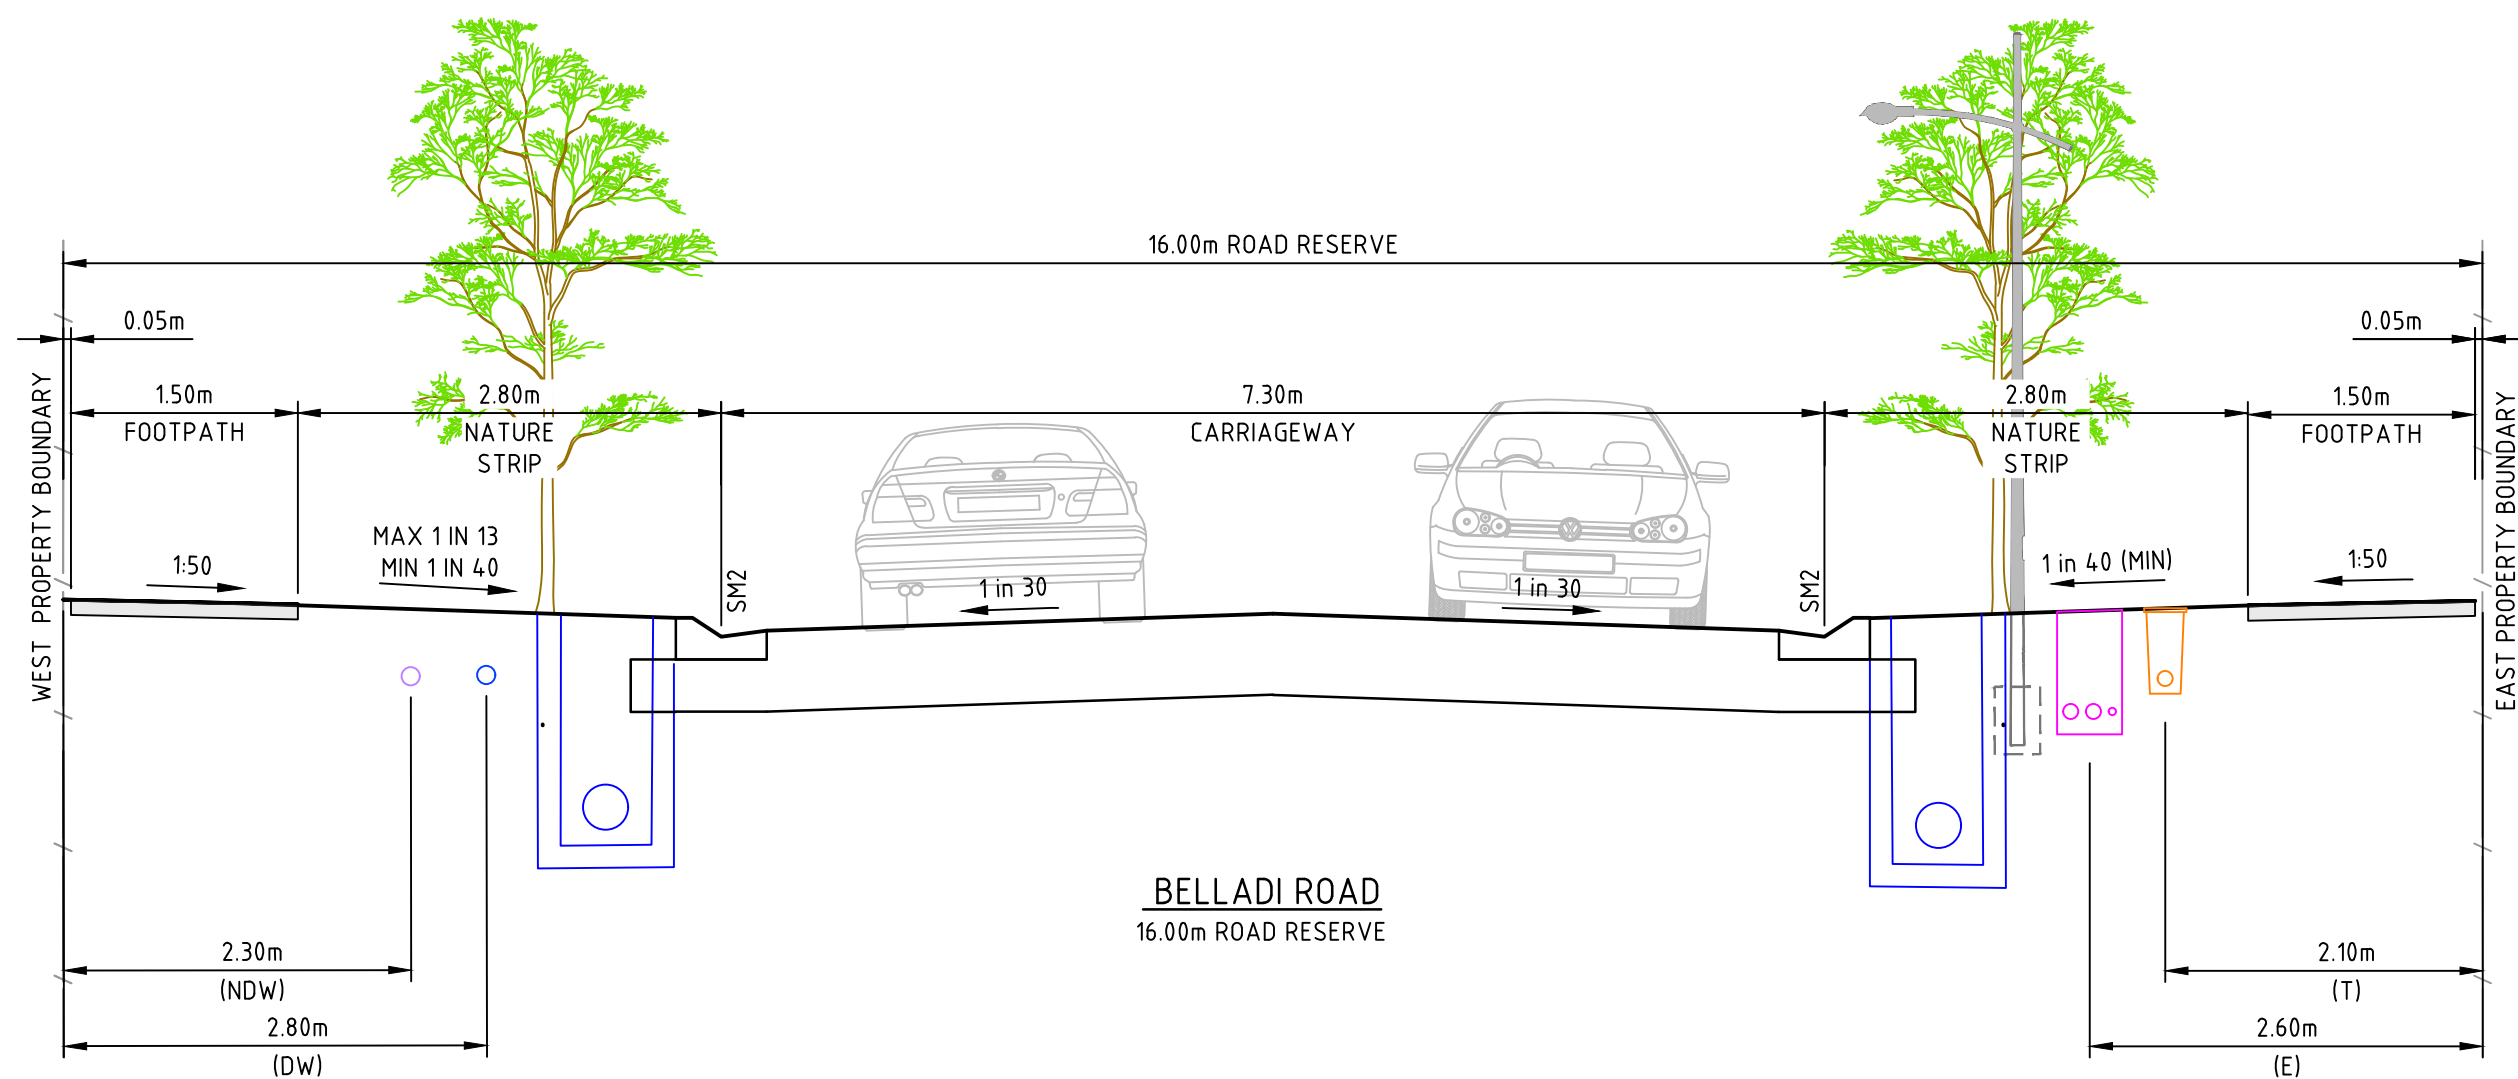 16.00m ROAD RESERVE
0.05m
0.05m
1.50m
FOOTPATH
2.80m
NATURE
STRIP
7.30m
CARRIAGEWAY
2.80m
NATURE
STRIP
1.50m
FOOTPATH
WEST PROPERTY BOUNDARY
EAST PROPERTY BOUNDARY
1:50
MAX 1 IN 13
MIN 1 IN 40
SM2
1 in 30
1 in 30
SM2
1 in 40 (MIN)
1:50
BELLADI ROAD
16.00m ROAD RESERVE
2.30m
(NDW)
2.80m
(DW)
2.10m
(T)
2.60m
(E)